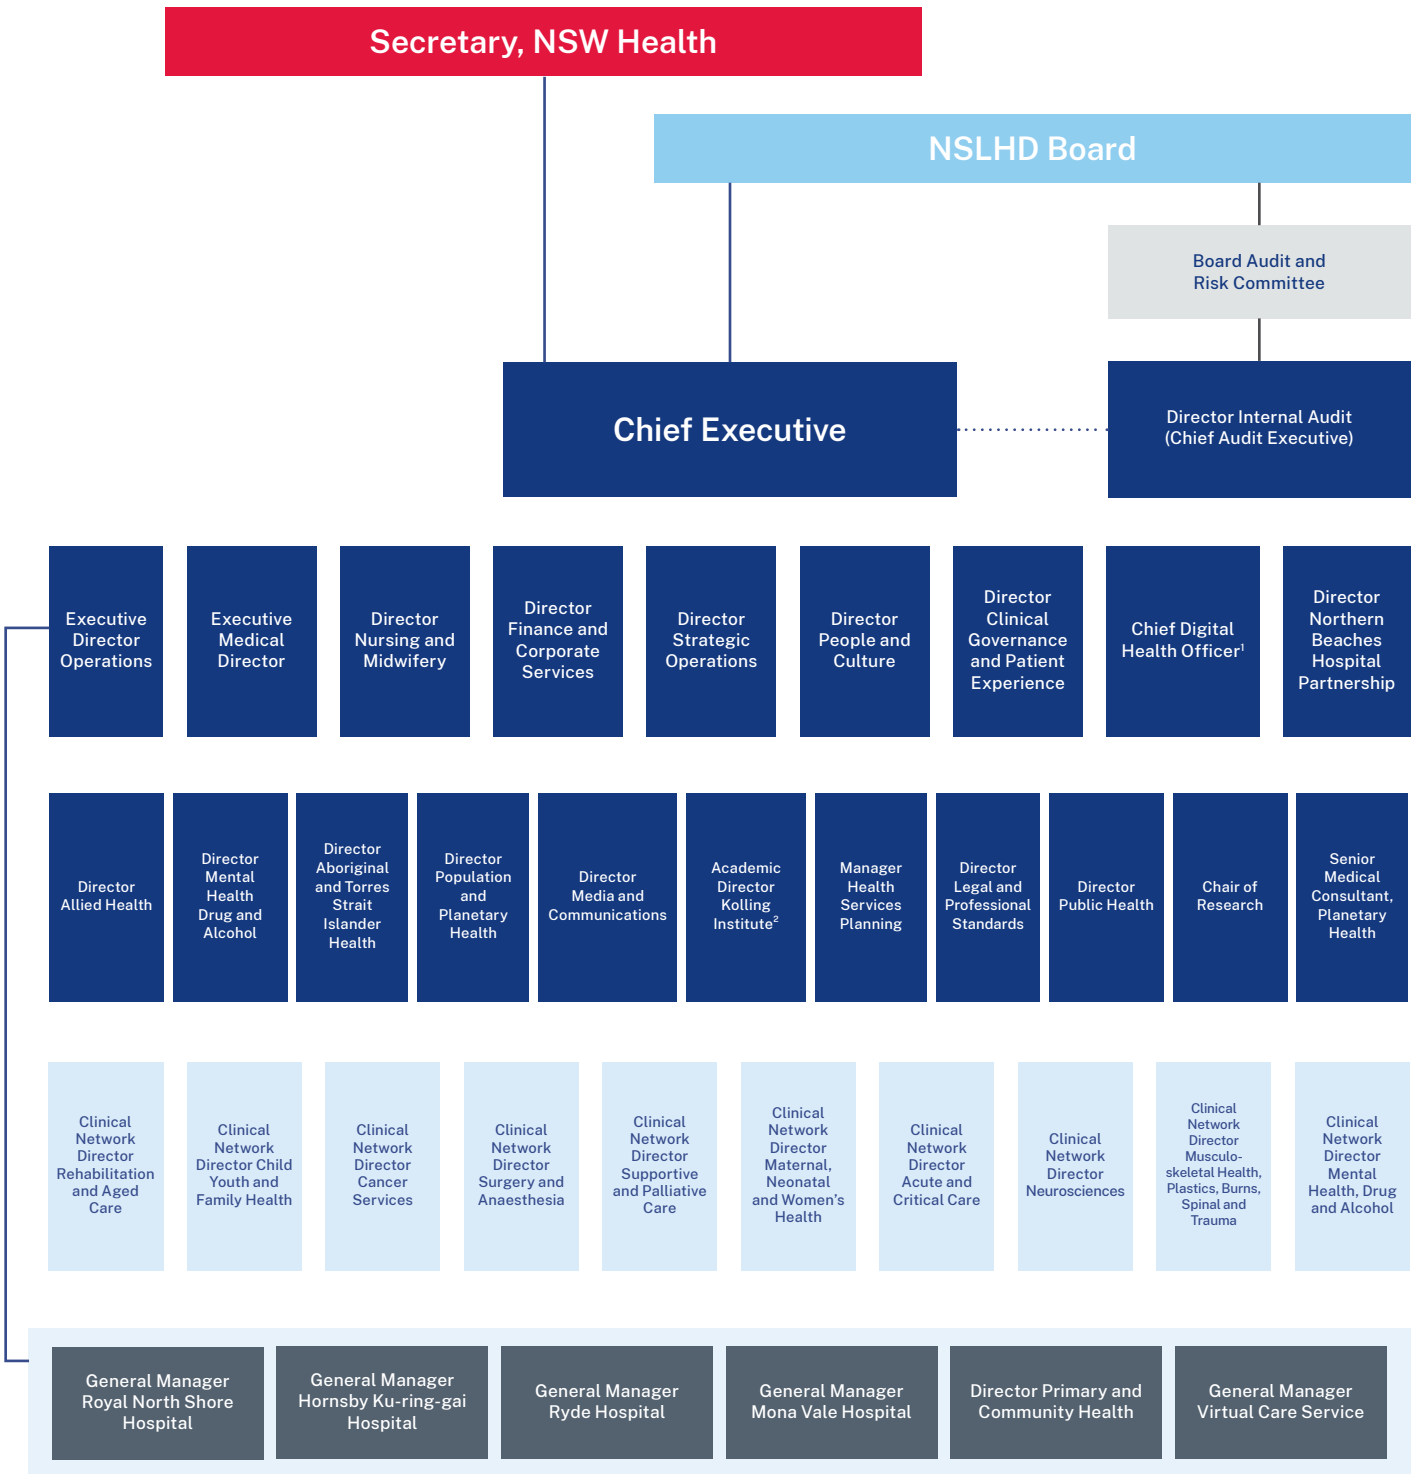 Secretary, NSW Health
NSLHD Board
Board Audit and
Risk Committee
Chief Executive
Director Internal Audit
(Chief Audit Executive)
Executive
Director
Operations
Executive
Medical
Director
Director
Nursing and
Midwifery
Director
Finance and
Corporate
Services
Director
Strategic
Operations
Director
People and
Culture
Director
Clinical
Governance
and Patient
Experience
Chief Digital
Health Officer¹
Director
Northern
Beaches
Hospital
Partnership
Director
Allied Health
Director
Mental
Health
Drug and
Alcohol
Director
Aboriginal
and Torres
Strait
Islander
Health
Director
Population
and
Planetary
Health
Director
Media and
Communications
Academic
Director
Kolling
Institute²
Manager
Health
Services
Planning
Director
Legal and
Professional
Standards
Director
Public Health
Chair of
Research
Senior
Medical
Consultant,
Planetary
Health
Clinical
Network
Director
Rehabilitation
and Aged
Care
Clinical
Network
Director Child
Youth and
Family Health
Clinical
Network
Director
Cancer
Services
Clinical
Network
Director
Surgery and
Anaesthesia
Clinical
Network
Director
Supportive
and Palliative
Care
Clinical
Network
Director
Maternal,
Neonatal
and Women’s
Health
Clinical
Network
Director
Acute and
Critical Care
Clinical
Network
Director
Neurosciences
Clinical
Network
Director
Musculo-
skeletal Health,
Plastics, Burns,
Spinal and
Trauma
Clinical
Network
Director
Mental
Health, Drug
and Alcohol
General Manager
Royal North Shore
Hospital
General Manager
Hornsby Ku-ring-gai
Hospital
General Manager
Ryde Hospital
General Manager
Mona Vale Hospital
Director Primary and
Community Health
General Manager
Virtual Care Service